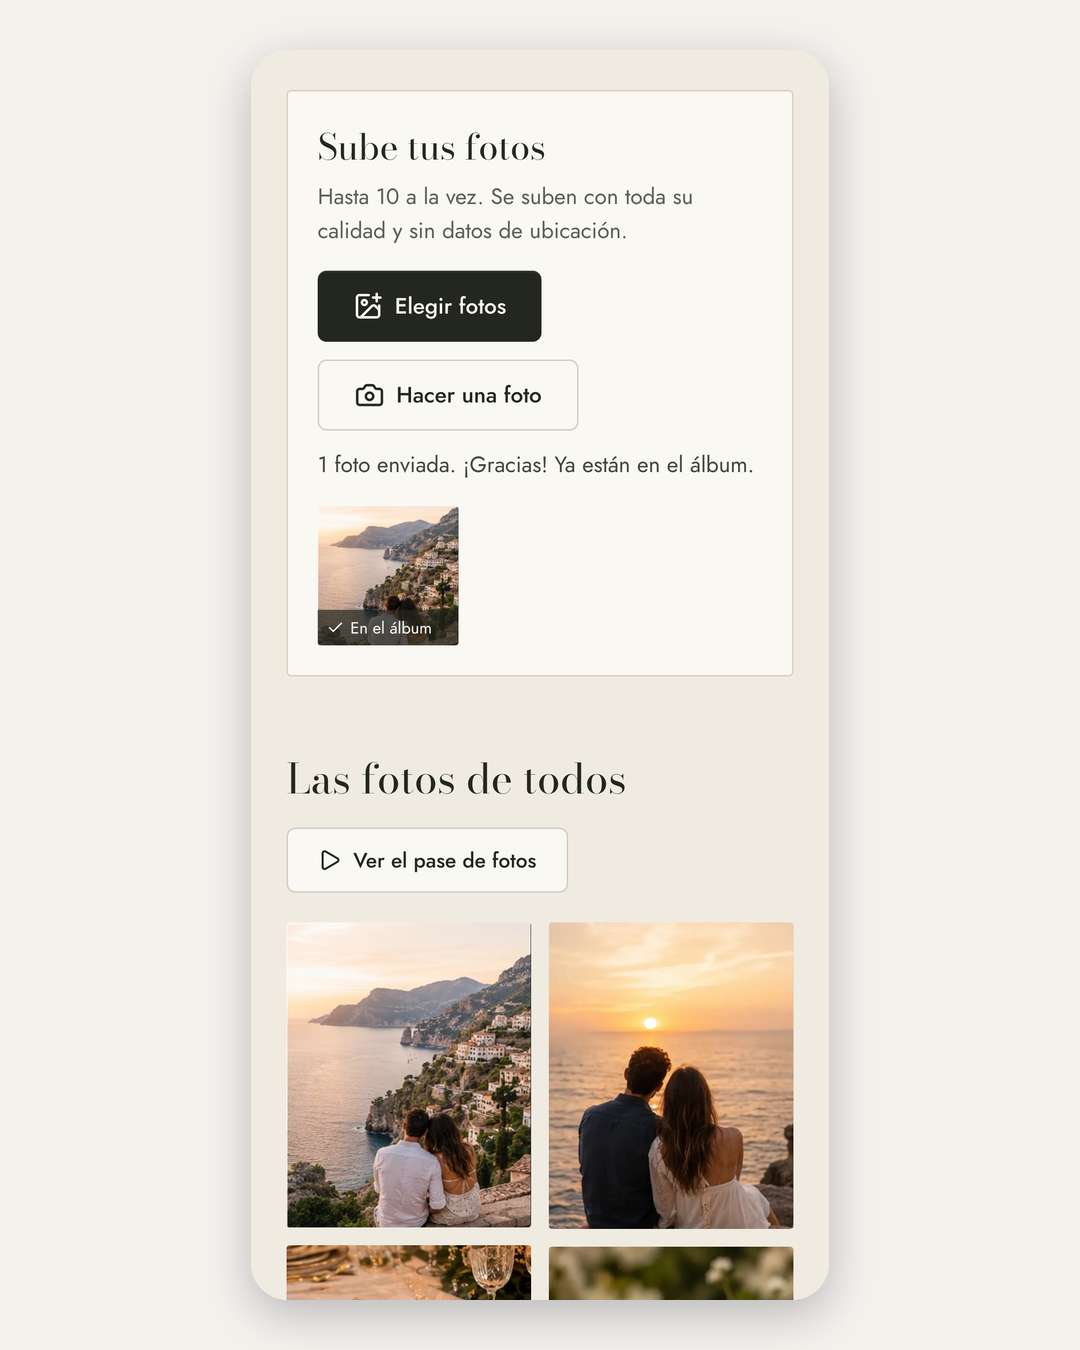 Sube tus fotos
Hasta 10 a la vez. Se suben con toda su
calidad y sin datos de ubicación.
Elegir fotos
Hacer una foto
1 foto enviada. ¡Gracias! Ya están en el álbum.
En el álbum
Las fotos de todos
Ver el pase de fotos